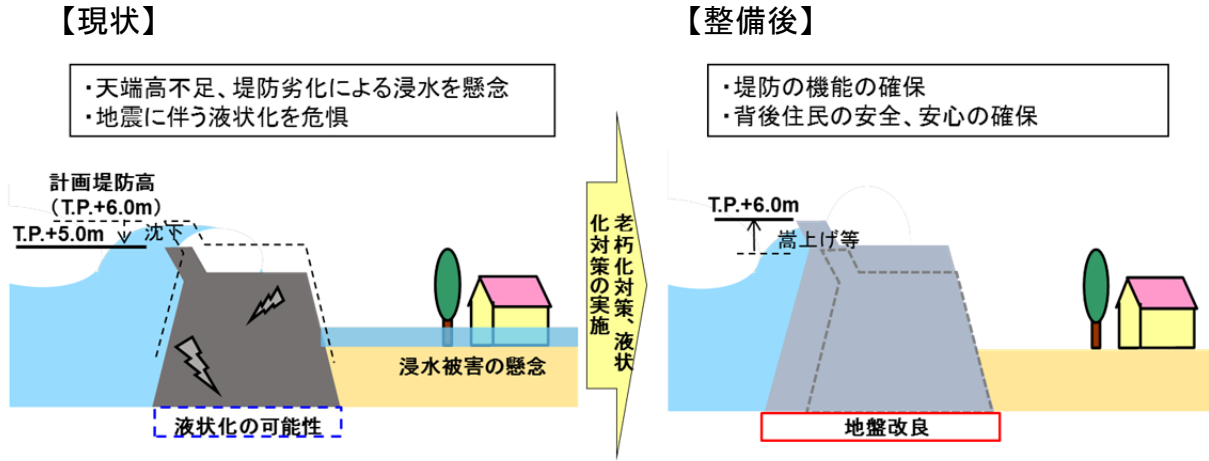 【現状】
・天端高不足、堤防劣化による浸水を懸念
・地震に伴う液状化を危惧
計画堤防高
（T.P.+6.0m）
T.P.+5.0m
沈下
浸水被害の懸念
液状化の可能性
老朽化対策、液状
化対策の実施
【整備後】
・堤防の機能の確保
・背後住民の安全、安心の確保
T.P.+6.0m
嵩上げ等
地盤改良